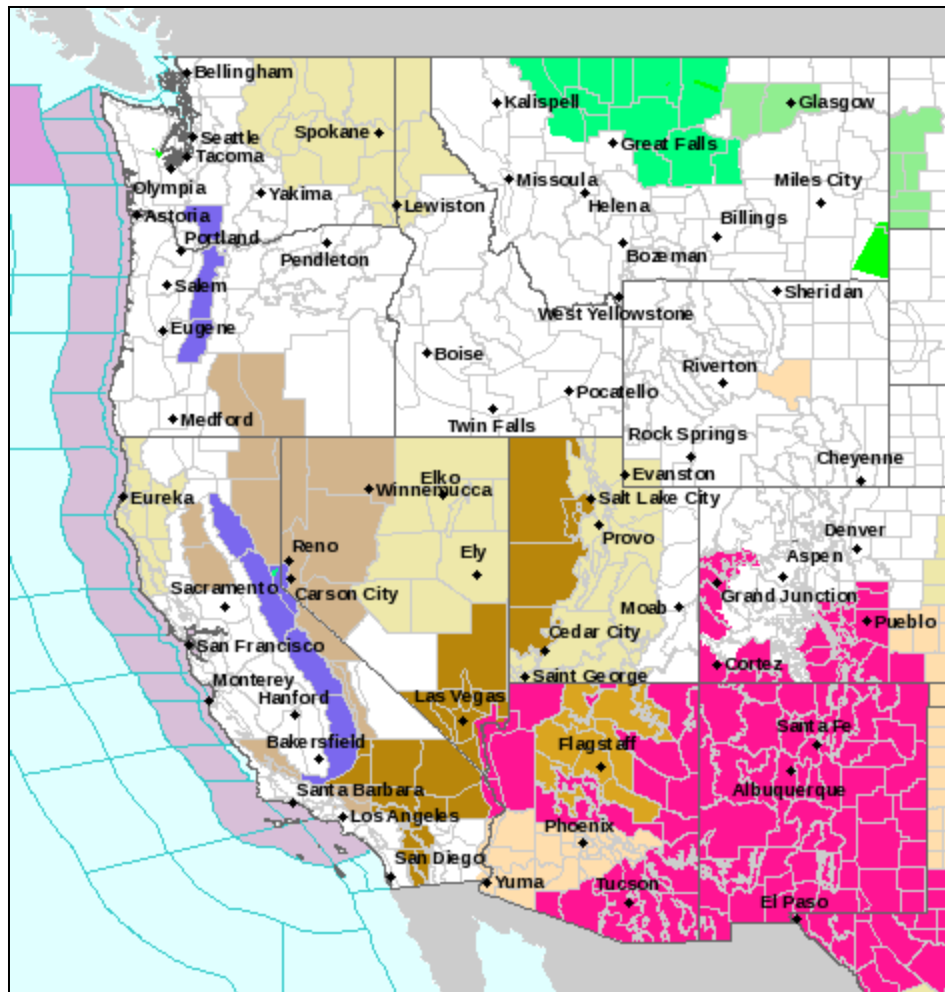 Bellingham
Kalispell
Glasgow
Spokane
Seattle
Great Falls
Tacoma
Olympia
Yakima
Missoula
Miles City
Helena
Astoria
Lewiston
Billings
Portland
Pendleton
Bozeman
Salem
Sheridan
West Yellowstone
Eugene
Boise
Riverton
Pocatello
Medford
Twin Falls
Rock Springs
Cheyenne
Elko
Evanston
Eureka
Winnemucca
Salt Lake City
Provo
Denver
Reno
Ely
Aspen
Sacramento
Carson City
Moab
Grand Junction
Pueblo
San Francisco
Cedar City
Cortez
Monterey
Saint George
Hanford
Las Vegas
Santa Fe
Bakersfield
Flagstaff
Albuquerque
Santa Barbara
Los Angeles
Phoenix
San Diego
Yuma
Tucson
El Paso